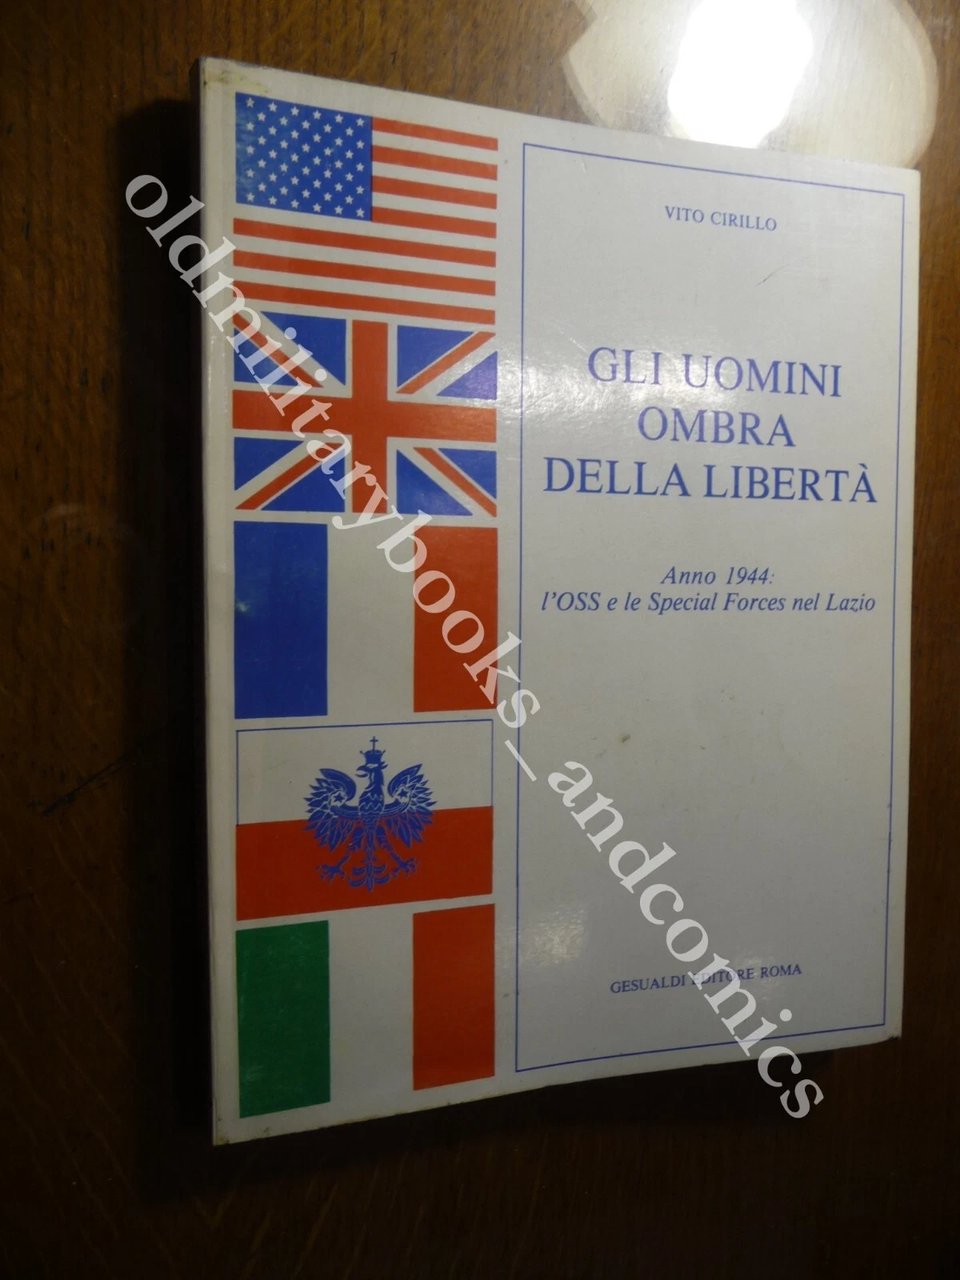 VITO CIRILLO
GLI UOMINI
OMBRA
DELLA LIBERTÀ
Anno 1944:
l'OSS e le Special Forces nel Lazio
GESUALDI EDITORE ROMA
oldmilitarybooks_andcomics